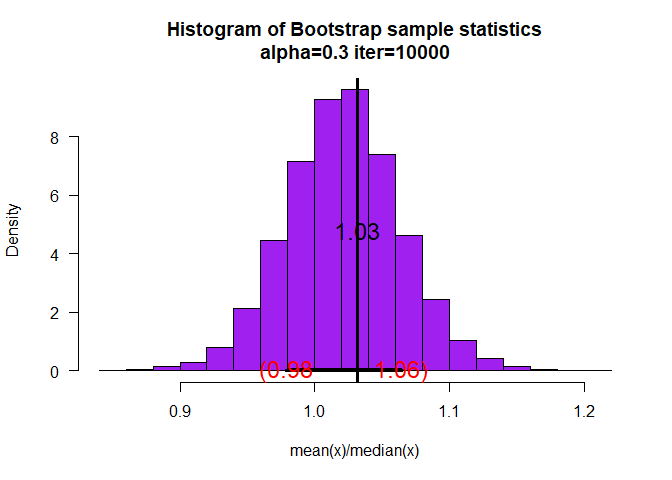 Histogram of Bootstrap sample statistics
alpha=0.3 iter=10000
Density
8
6
4
2
0
1.03
(0.98 1.06)
0.9 1.0 1.1 1.2
mean(x)/median(x)